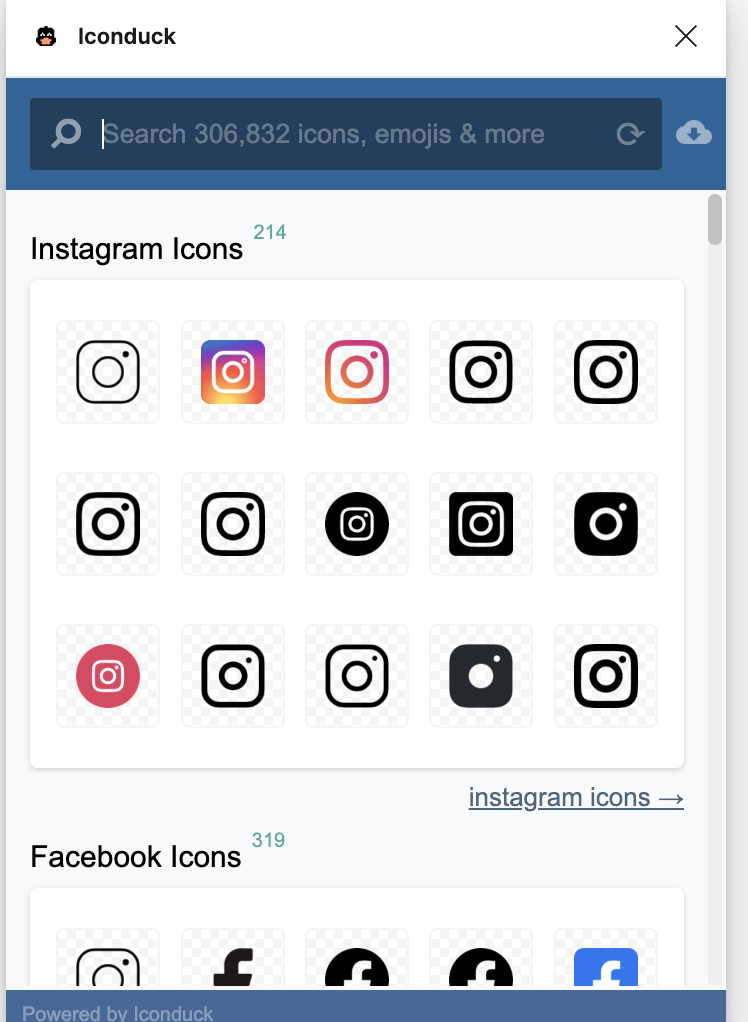 Iconduck
Search 306,832 icons, emojis & more
Instagram Icons 214
instagram icons →
Facebook Icons 319
Powered by Iconduck